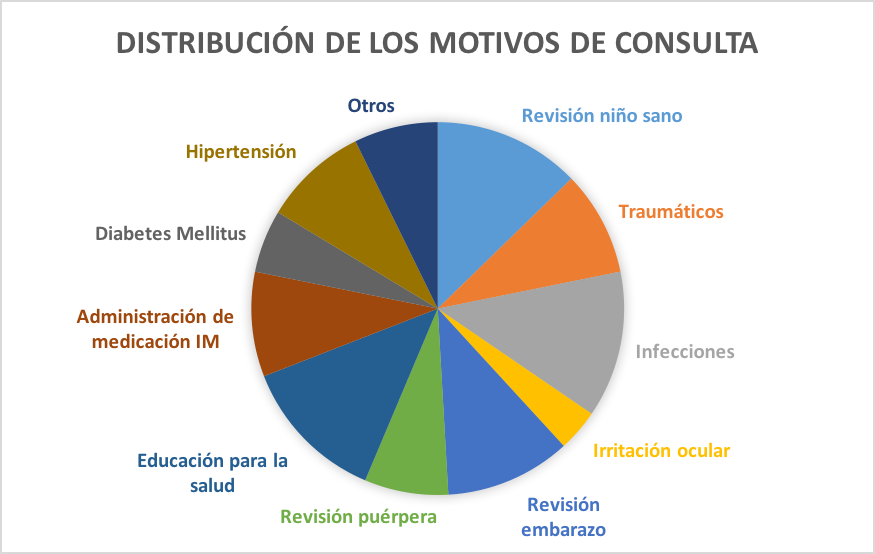 DISTRIBUCIÓN DE LOS MOTIVOS DE CONSULTA
Otros
Revisión niño sano
Hipertensión
Traumáticos
Diabetes Mellitus
Administración de
medicación IM
Infecciones
Irritación ocular
Educación para la
salud
Revisión puérpera
Revisión
embarazo